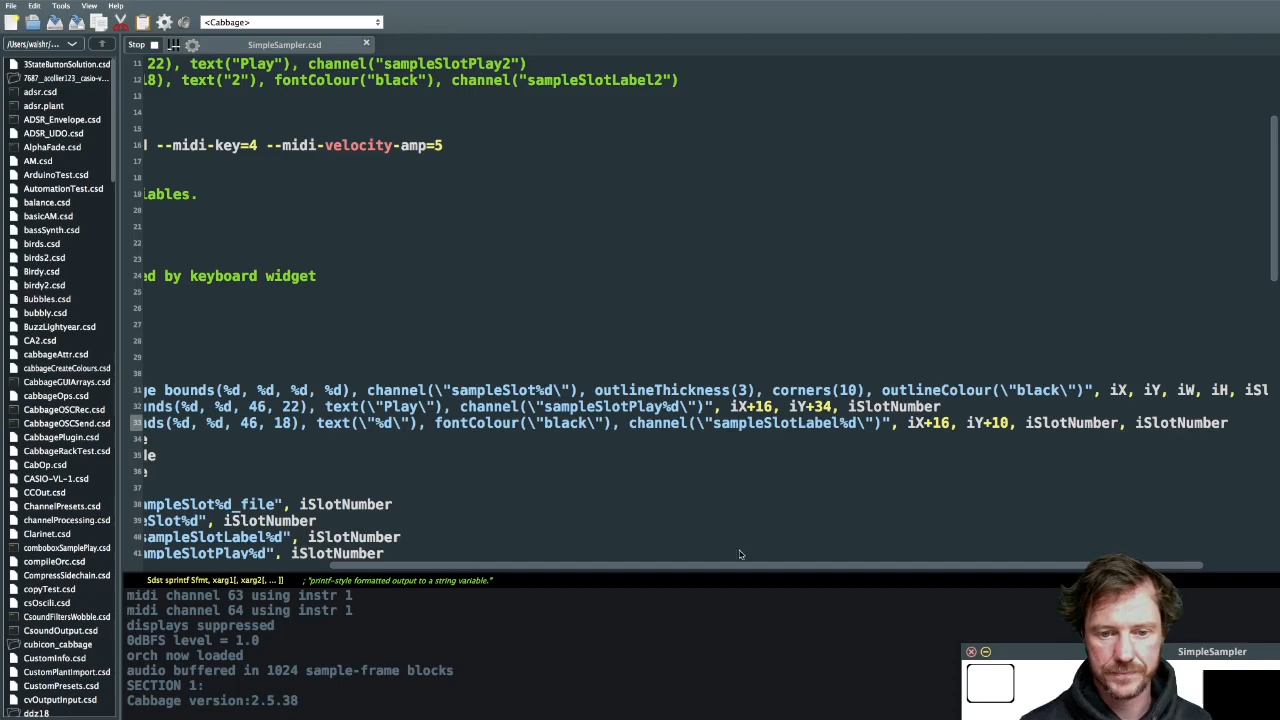 File Edit Tools View Help
<Cabbage>
/Users/walshr/...
Stop
SimpleSampler.csd
3StateButtonSolution.csd
7687__acolier123__casio-v...
adsr.csd
adsr.plant
ADSR_Envelope.csd
ADSR_UDO.csd
AlphaFade.csd
AM.csd
ArduinoTest.csd
AutomationTest.csd
balance.csd
basicAM.csd
bassSynth.csd
birds.csd
birds2.csd
Birdy.csd
birdy2.csd
Bubbles.csd
bubbly.csd
BuzzLightyear.csd
CA2.csd
cabbageAttr.csd
cabbageCreateColours.csd
CabbageGUIArrays.csd
cabbageOps.csd
CabbageOSCRec.csd
CabbageOSCSend.csd
CabbagePlugin.csd
CabbageRackTest.csd
CabOp.csd
CASIO-VL-1.csd
CCOut.csd
ChannelPresets.csd
channelProcessing.csd
Clarinet.csd
comboboxSamplePlay.csd
compileOrc.csd
CompressSidechain.csd
copyTest.csd
csOscili.csd
CsoundFiltersWobble.csd
CsoundOutput.csd
cubicon_cabbage
CustomInfo.csd
CustomPlantImport.csd
CustomPresets.csd
cvOutputInput.csd
ddz18
11 22), text("Play"), channel("sampleSlotPlay2")
12 18), text("2"), fontColour("black"), channel("sampleSlotLabel2")
13
14
15
16 --midi-key=4 --midi-velocity-amp=5
17
18
19 iables.
20
21
22
23
24 ed by keyboard widget
25
26
27
28
29
30
31 ge bounds(%d, %d, %d, %d), channel(\"sampleSlot%d\"), outlineThickness(3), corners(10), outlineColour(\"black\")", iX, iY, iW, iH, iSl
32 unds(%d, %d, 46, 22), text(\"Play\"), channel(\"sampleSlotPlay%d\")", iX+16, iY+34, iSlotNumber
33 nds(%d, %d, 46, 18), text(\"%d\"), fontColour(\"black\"), channel(\"sampleSlotLabel%d\")", iX+16, iY+10, iSlotNumber, iSlotNumber
34 e
35 de
36 e
37
38 ampleSlot%d_file", iSlotNumber
39 eSlot%d", iSlotNumber
40 sampleSlotLabel%d", iSlotNumber
41 ampleSlotPlay%d", iSlotNumber
Sdst sprintf Sfmt, xarg1[, xarg2[, ... ]] ; "printf-style formatted output to a string variable."
midi channel 63 using instr 1
midi channel 64 using instr 1
displays suppressed
0dBFS level = 1.0
orch now loaded
audio buffered in 1024 sample-frame blocks
SECTION 1:
Cabbage version:2.5.38
SimpleSampler